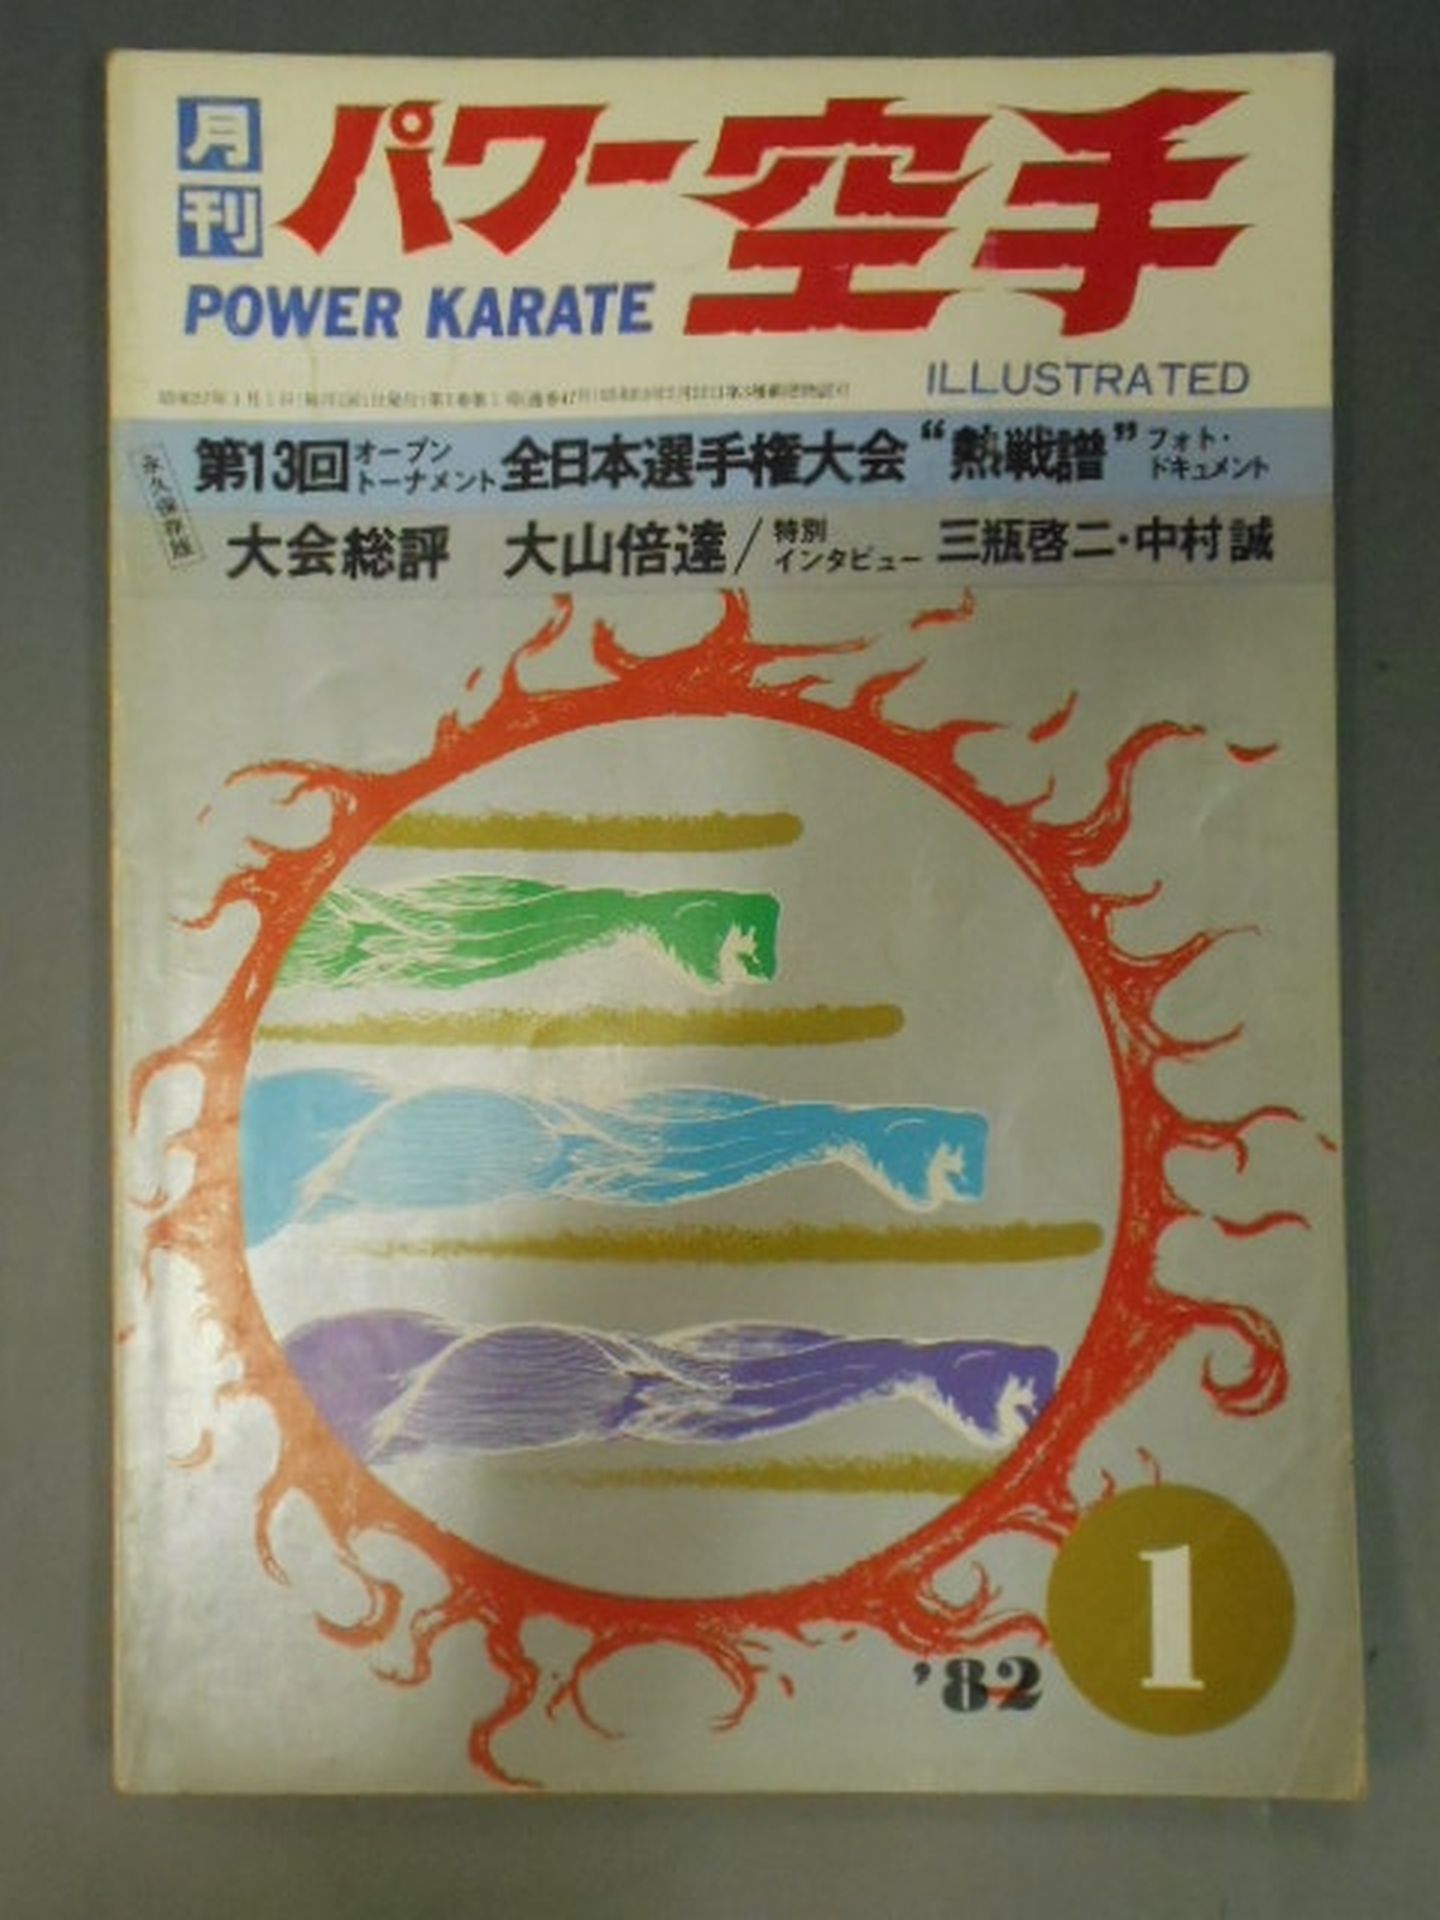 月刊
パワー空手
POWER KARATE
ILLUSTRATED
第13回 オープントーナメント 全日本選手権大会 “熱戦譜” フォト・ドキュメント
永久保存版
大会総評 大山倍達/特別インタビュー 三瓶啓二・中村誠
'82
1